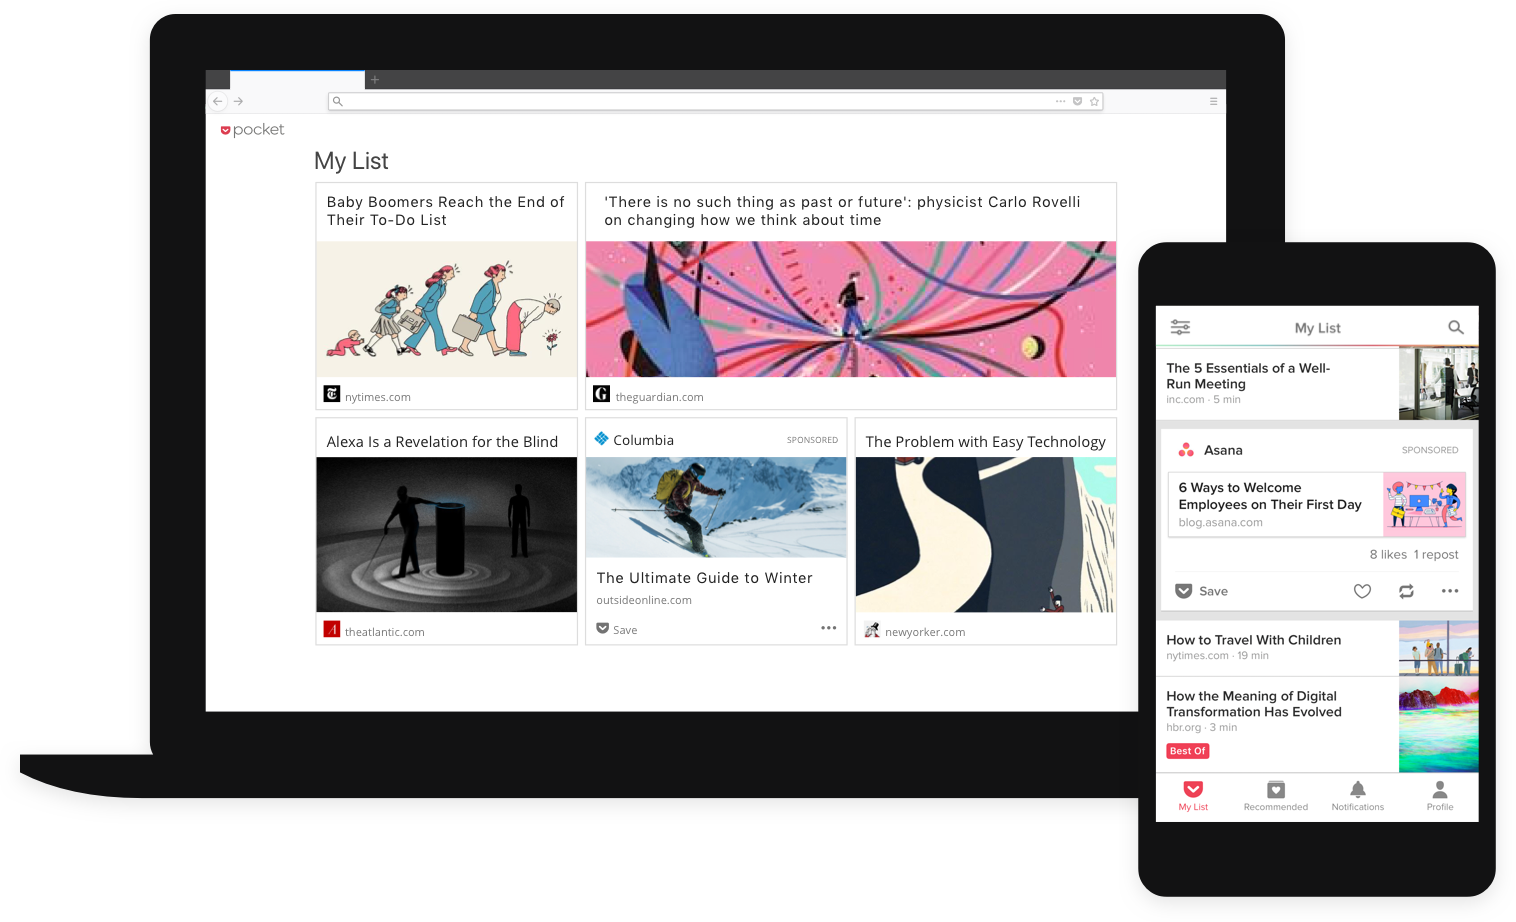 pocket
My List
Baby Boomers Reach the End of
Their To-Do List
nytimes.com
'There is no such thing as past or future': physicist Carlo Rovelli
on changing how we think about time
theguardian.com
Alexa Is a Revelation for the Blind
theatlantic.com
Columbia
SPONSORED
The Ultimate Guide to Winter
outsideonline.com
Save
The Problem with Easy Technology
newyorker.com
My List
The 5 Essentials of a Well-
Run Meeting
inc.com · 5 min
Asana
SPONSORED
6 Ways to Welcome
Employees on Their First Day
blog.asana.com
8 likes 1 repost
Save
How to Travel With Children
nytimes.com · 19 min
How the Meaning of Digital
Transformation Has Evolved
hbr.org · 3 min
Best Of
My List
Recommended
Notifications
Profile